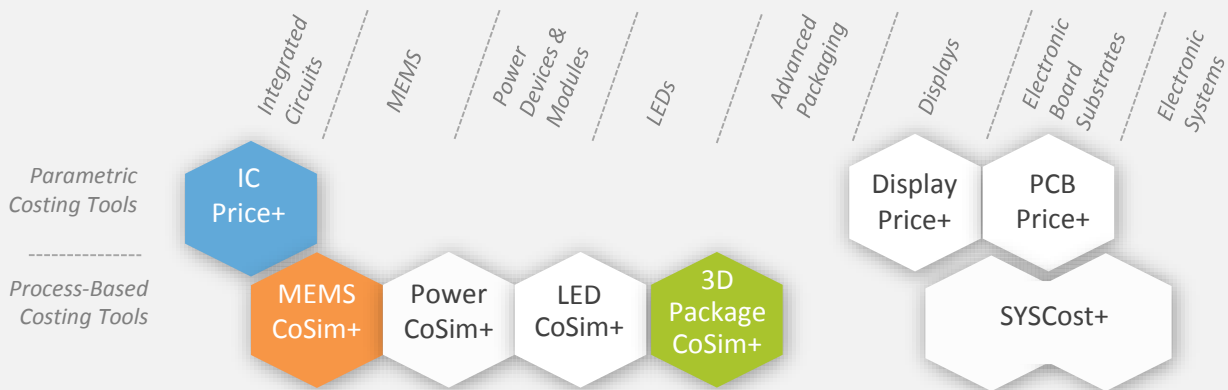 Integrated
Circuits
MEMS
Power
Devices &
Modules
LEDs
Advanced
Packaging
Displays
Electronic
Board
Substrates
Electronic
Systems
Parametric
Costing Tools
IC
Price+
Display
Price+
PCB
Price+
Process-Based
Costing Tools
MEMS
CoSim+
Power
CoSim+
LED
CoSim+
3D
Package
CoSim+
SYSCost+